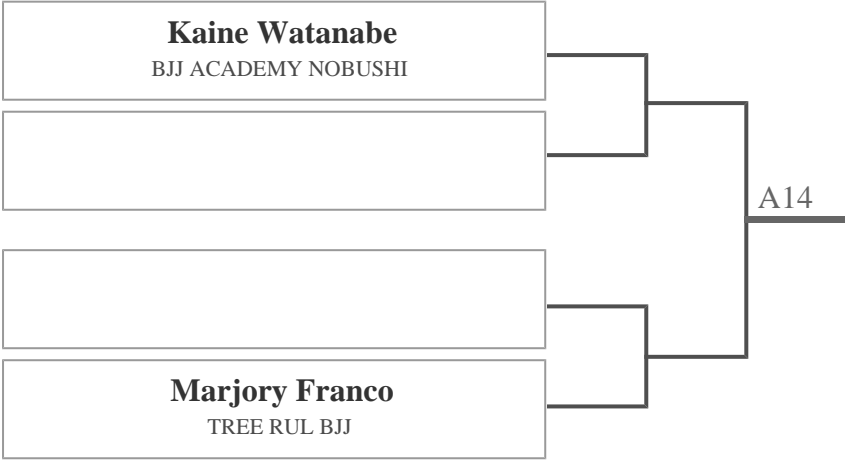 Kaine Watanabe
BJJ ACADEMY NOBUSHI
A14
Marjory Franco
TREE RUL BJJ